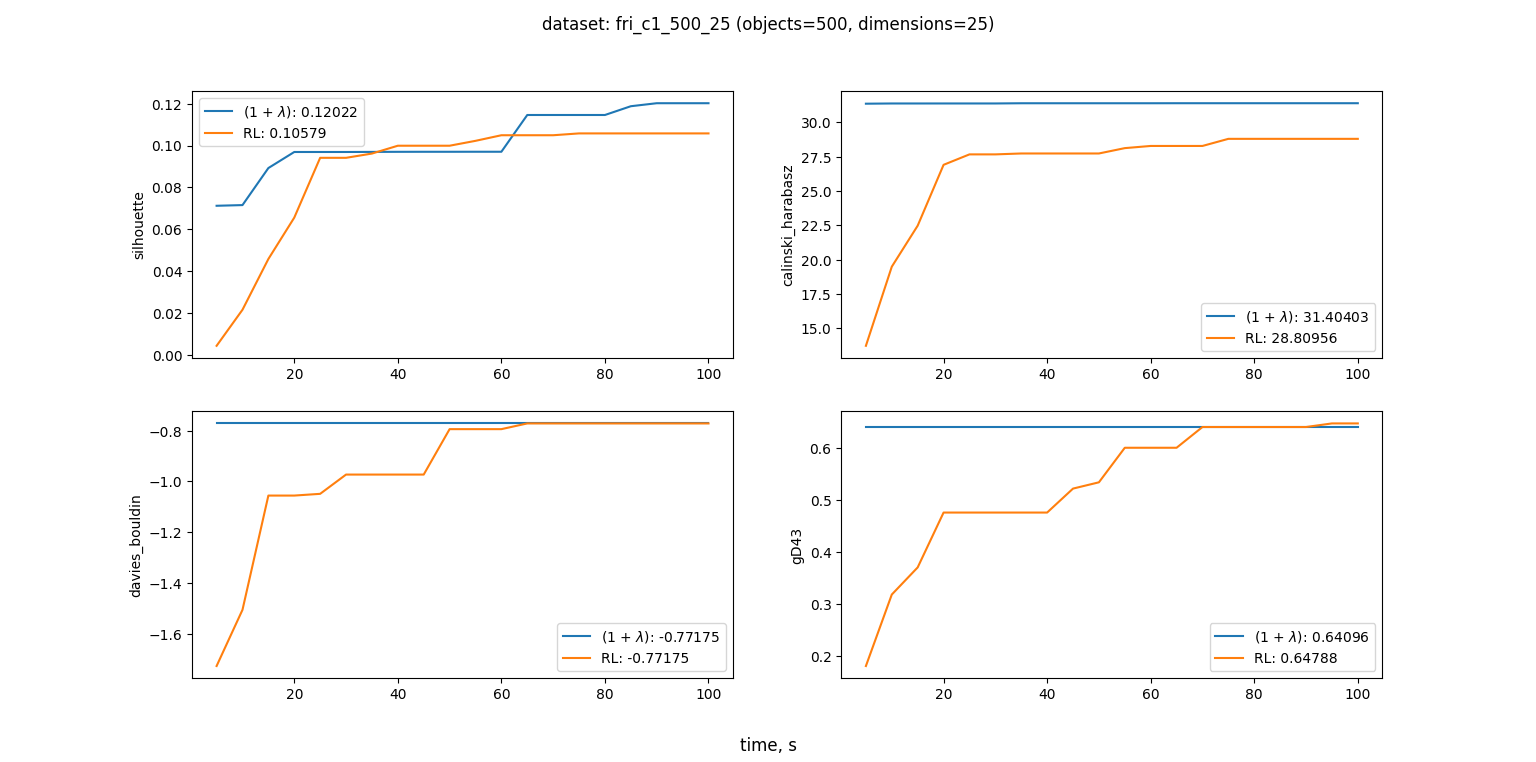 dataset: fri_c1_500_25 (objects=500, dimensions=25)
silhouette
0.12
0.10
0.08
0.06
0.04
0.02
0.00
(1 + λ): 0.12022
RL: 0.10579
20 40 60 80 100
calinski_harabasz
30.0
27.5
25.0
22.5
20.0
17.5
15.0
(1 + λ): 31.40403
RL: 28.80956
20 40 60 80 100
davies_bouldin
−0.8
−1.0
−1.2
−1.4
−1.6
(1 + λ): -0.77175
RL: -0.77175
20 40 60 80 100
gD43
0.6
0.5
0.4
0.3
0.2
(1 + λ): 0.64096
RL: 0.64788
20 40 60 80 100
time, s